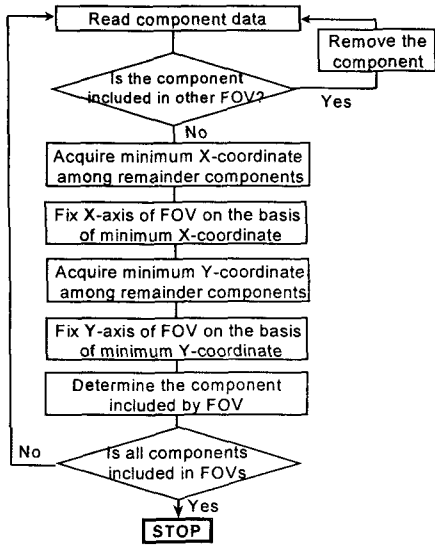 Read component data
Remove the
component
Is the component
included in other FOV?
Yes
No
Acquire minimum X-coordinate
among remainder components
Fix X-axis of FOV on the basis
of minimum X-coordinate
Acquire minimum Y-coordinate
among remainder components
Fix Y-axis of FOV on the basis
of minimum Y-coordinate
Determine the component
included by FOV
No
Is all components
included in FOVs
Yes
STOP